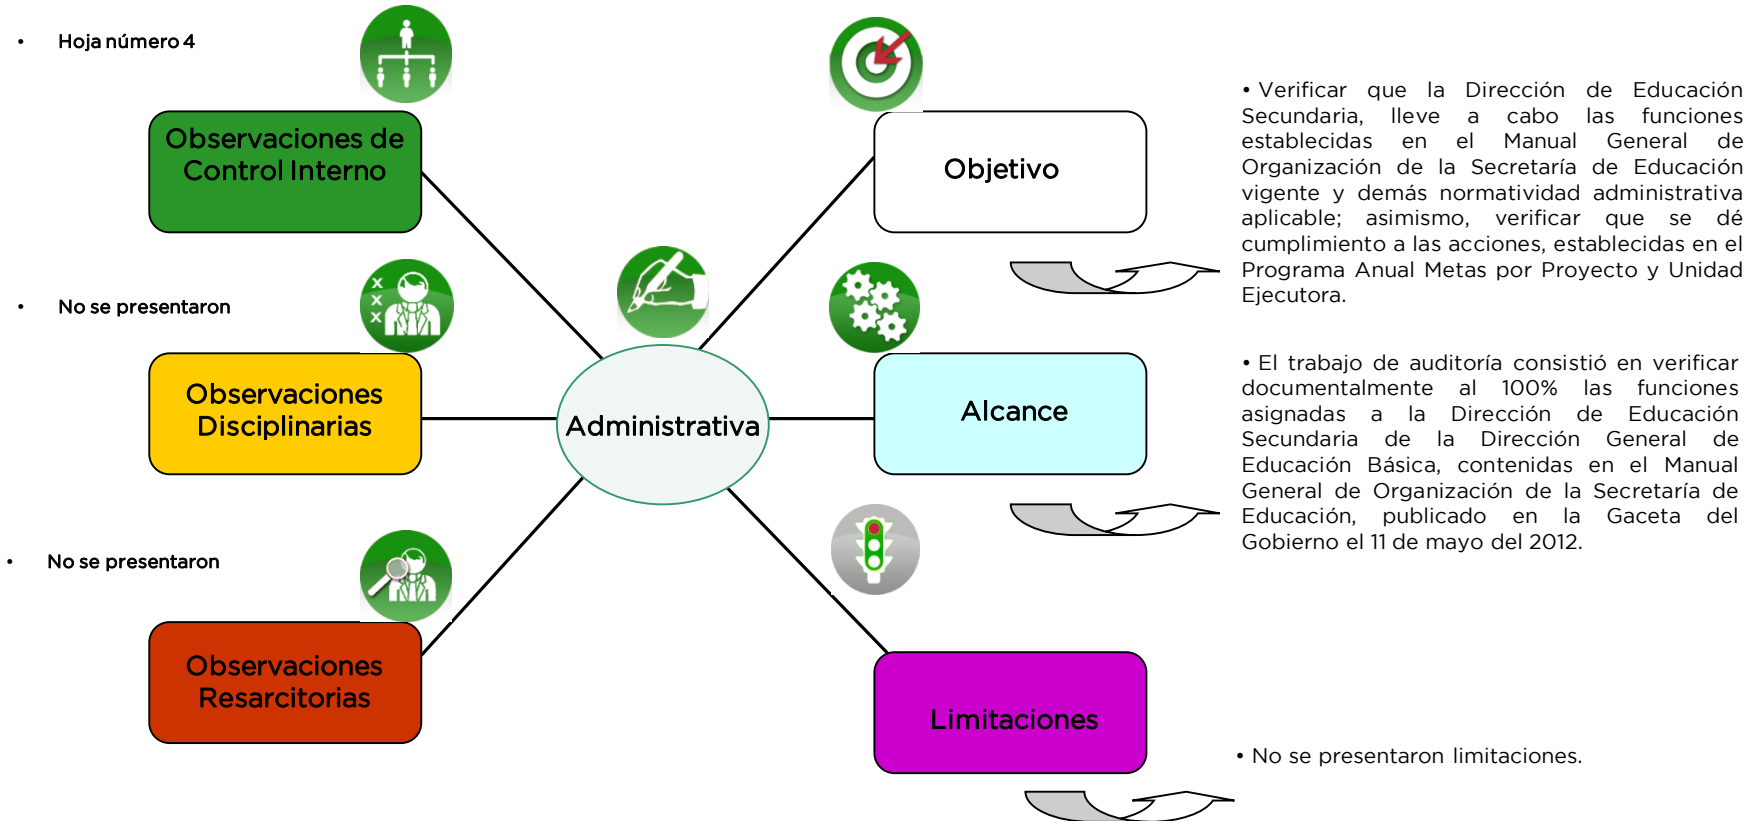 • Hoja número 4
Observaciones de
Control Interno
• No se presentaron
Observaciones
Disciplinarias
• No se presentaron
Observaciones
Resarcitorias
Administrativa
Objetivo
• Verificar que la Dirección de Educación
Secundaria, lleve a cabo las funciones
establecidas en el Manual General de
Organización de la Secretaría de Educación
vigente y demás normatividad administrativa
aplicable; asimismo, verificar que se dé
cumplimiento a las acciones, establecidas en el
Programa Anual Metas por Proyecto y Unidad
Ejecutora.
Alcance
• El trabajo de auditoría consistió en verificar
documentalmente al 100% las funciones
asignadas a la Dirección de Educación
Secundaria de la Dirección General de
Educación Básica, contenidas en el Manual
General de Organización de la Secretaría de
Educación, publicado en la Gaceta del
Gobierno el 11 de mayo del 2012.
Limitaciones
• No se presentaron limitaciones.